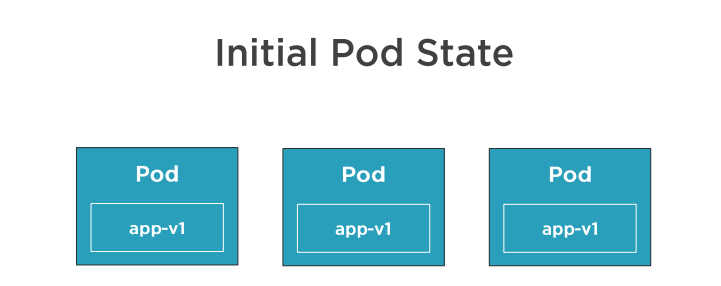 Initial Pod State
Pod
Pod
Pod
app-v1
app-v1
app-v1